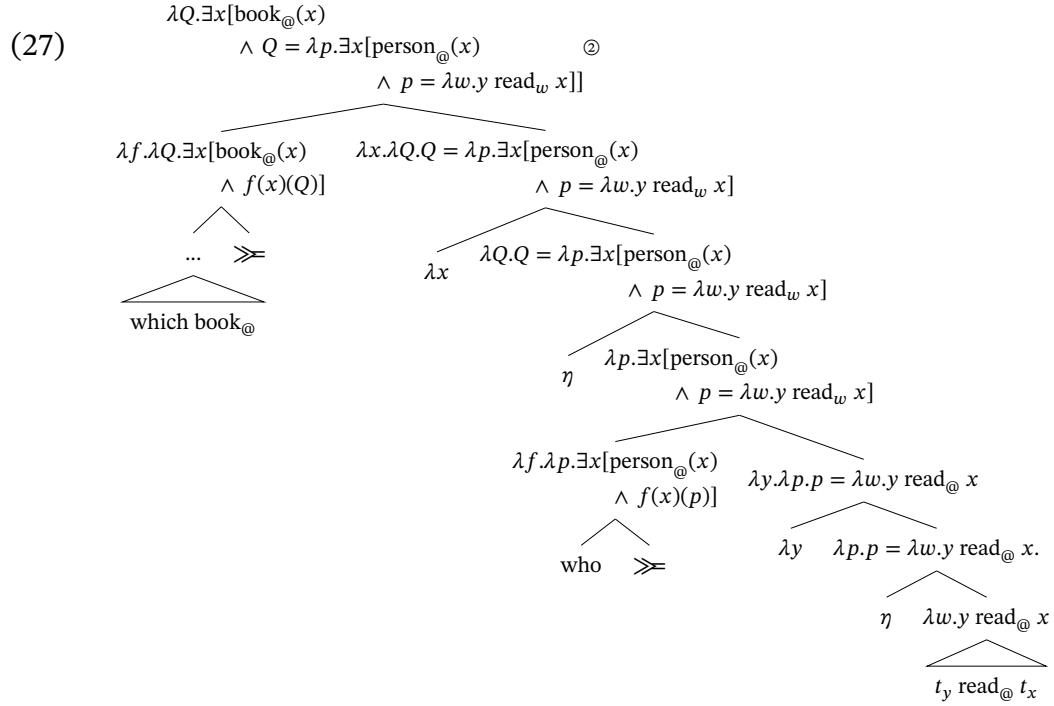 λQ.∃x[book@(x)
(27) ∧ Q = λp.∃x[person@(x) ②
∧ p = λw.y read_w x]]
λf.λQ.∃x[book@(x) λx.λQ.Q = λp.∃x[person@(x)
∧ f(x)(Q)] ∧ p = λw.y read_w x]
... ≫= λx λQ.Q = λp.∃x[person@(x)
∧ p = λw.y read_w x]
which book@
η λp.∃x[person@(x)
∧ p = λw.y read_w x]
λf.λp.∃x[person@(x) λy.λp.p = λw.y read@ x
∧ f(x)(p)]
who ≫= λy λp.p = λw.y read@ x.
η λw.y read@ x
t_y read@ t_x